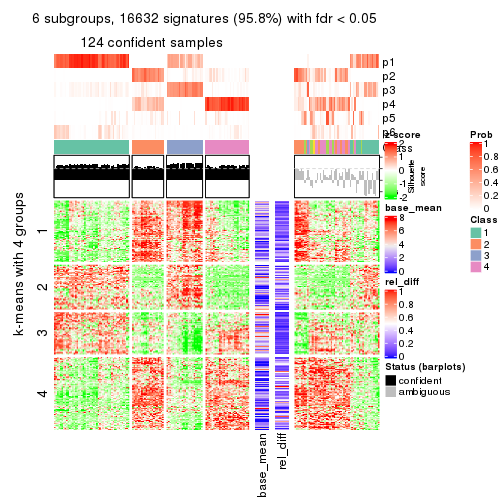 6 subgroups, 16632 signatures (95.8%) with fdr < 0.05
124 confident samples
p1
p2
p3
p4
p5
p6
z-score
2
1
0
-1
-2
Silhouette
score
Prob
1
0.8
0.6
0.4
0.2
0
base_mean
8
6
4
2
0
Class
1
2
3
4
rel_diff
1
0.8
0.6
0.4
0.2
0
Status (barplots)
confident
ambiguous
k-means with 4 groups
1
2
3
4
base_mean
rel_diff